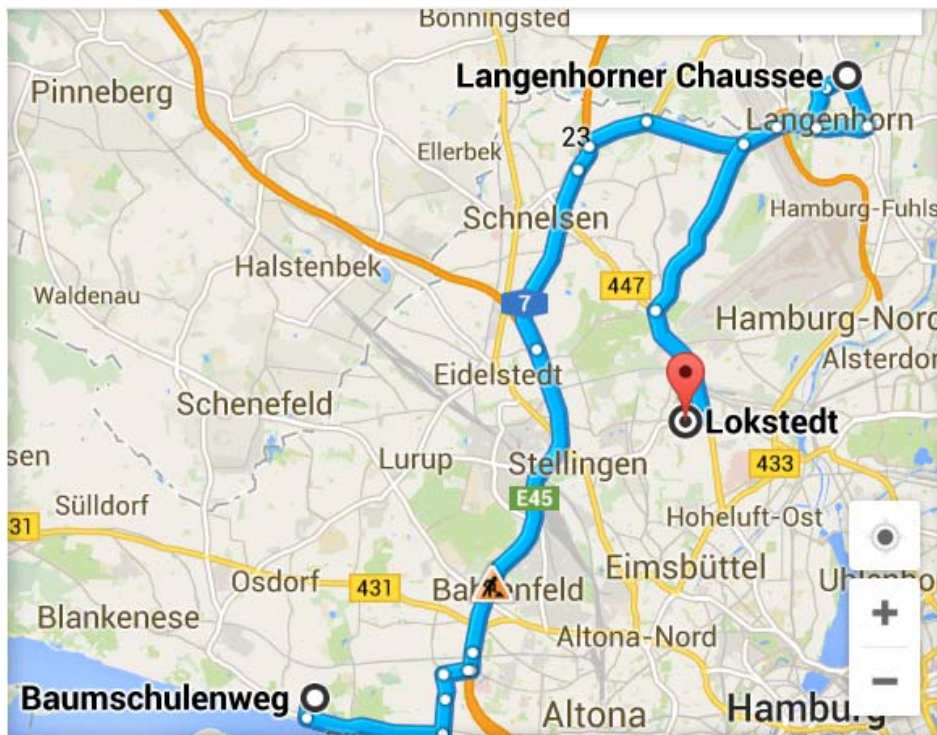 Bönningsted
Langenhorner Chaussee
Pinneberg
Langenhorn
23
Ellerbek
Schnelsen
Hamburg-Fuhls
Halstenbek
447
Waldenau
7
Hamburg-Nord
Alsterdor
Eidelstedt
Schenefeld
Lokstedt
sen
Lurup
Stellingen
433
E45
Sülldorf
31
Hoheluft-Ost
Osdorf
431
Eimsbüttel
Blankenese
Altona-Nord
Baumschulenweg
Altona
Hamburg
+
−